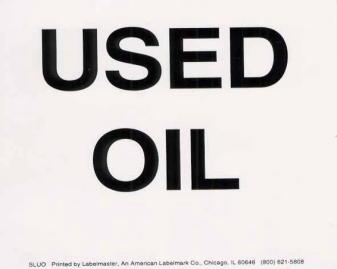 USED
OIL
SLUO Printed by Labelmaster, An American Labelmark Co., Chicago, IL 60646 (800) 621-5808